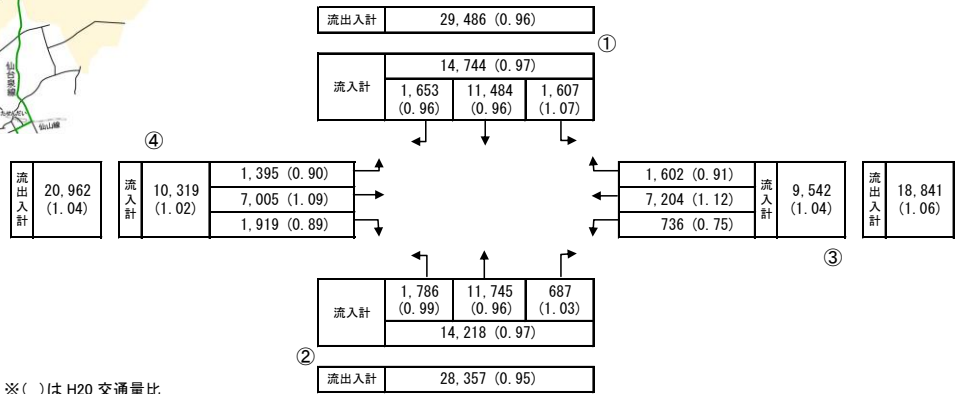 流出入計 29,486 (0.96)
①
流入計 14,744 (0.97)
1,653 11,484 1,607
(0.96) (0.96) (1.07)
仙山線
④
流出入計 20,962 (1.04)
流入計 10,319 (1.02)
1,395 (0.90)
7,005 (1.09)
1,919 (0.89)
1,602 (0.91)
7,204 (1.12)
736 (0.75)
流入計 9,542 (1.04)
流出入計 18,841 (1.06)
③
流入計
1,786 11,745 687
(0.99) (0.96) (1.03)
14,218 (0.97)
②
流出入計 28,357 (0.95)
※( )は H20 交通量比